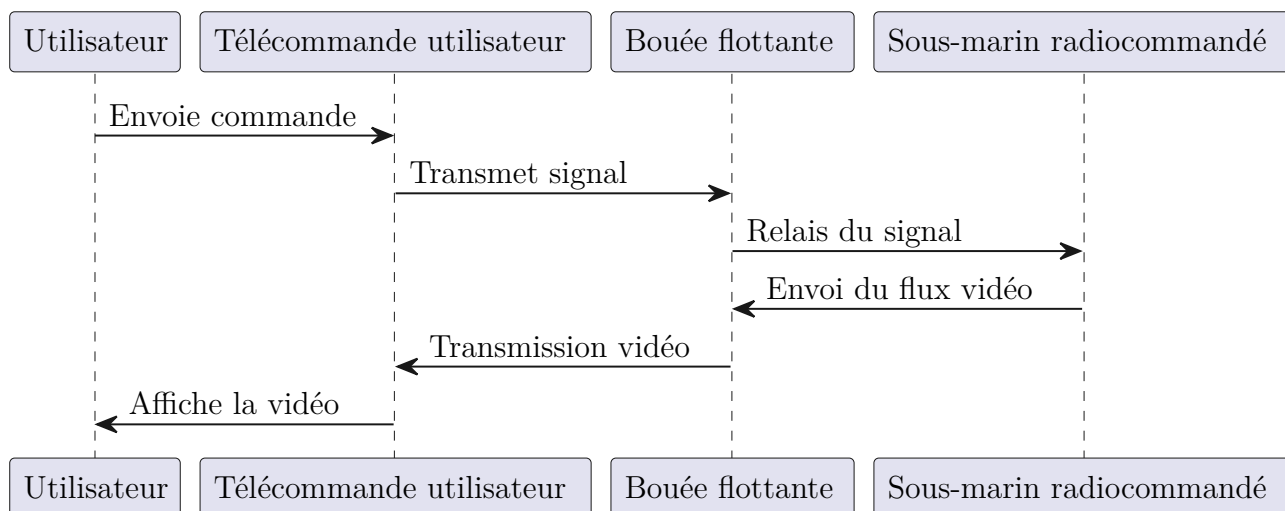 Utilisateur
Télécommande utilisateur
Bouée flottante
Sous-marin radiocommandé
Envoie commande
Transmet signal
Relais du signal
Envoi du flux vidéo
Transmission vidéo
Affiche la vidéo
Utilisateur
Télécommande utilisateur
Bouée flottante
Sous-marin radiocommandé